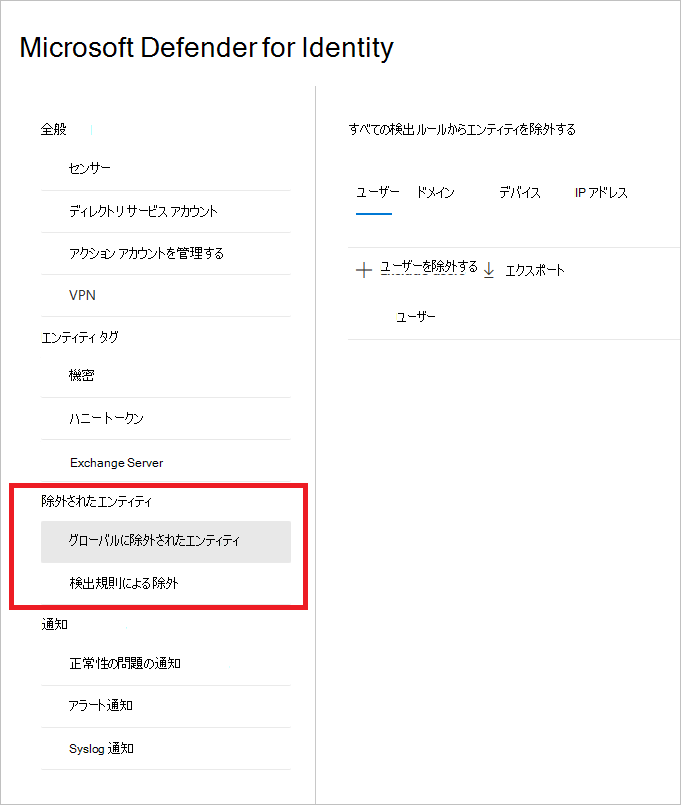 Microsoft Defender for Identity
全般
センサー
ディレクトリ サービス アカウント
アクション アカウントを管理する
VPN
エンティティ タグ
機密
ハニートークン
Exchange Server
除外されたエンティティ
グローバルに除外されたエンティティ
検出規則による除外
通知
正常性の問題の通知
アラート通知
Syslog 通知
すべての検出ルールからエンティティを除外する
ユーザー ドメイン デバイス IP アドレス
ユーザーを除外する エクスポート
ユーザー